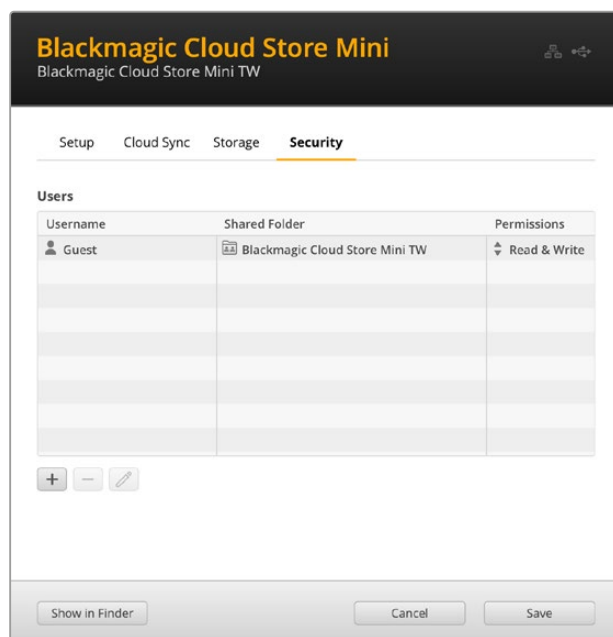 Blackmagic Cloud Store Mini
Blackmagic Cloud Store Mini TW
Setup Cloud Sync Storage Security
Users
Username Shared Folder Permissions
Guest Blackmagic Cloud Store Mini TW Read & Write
Show in Finder Cancel Save